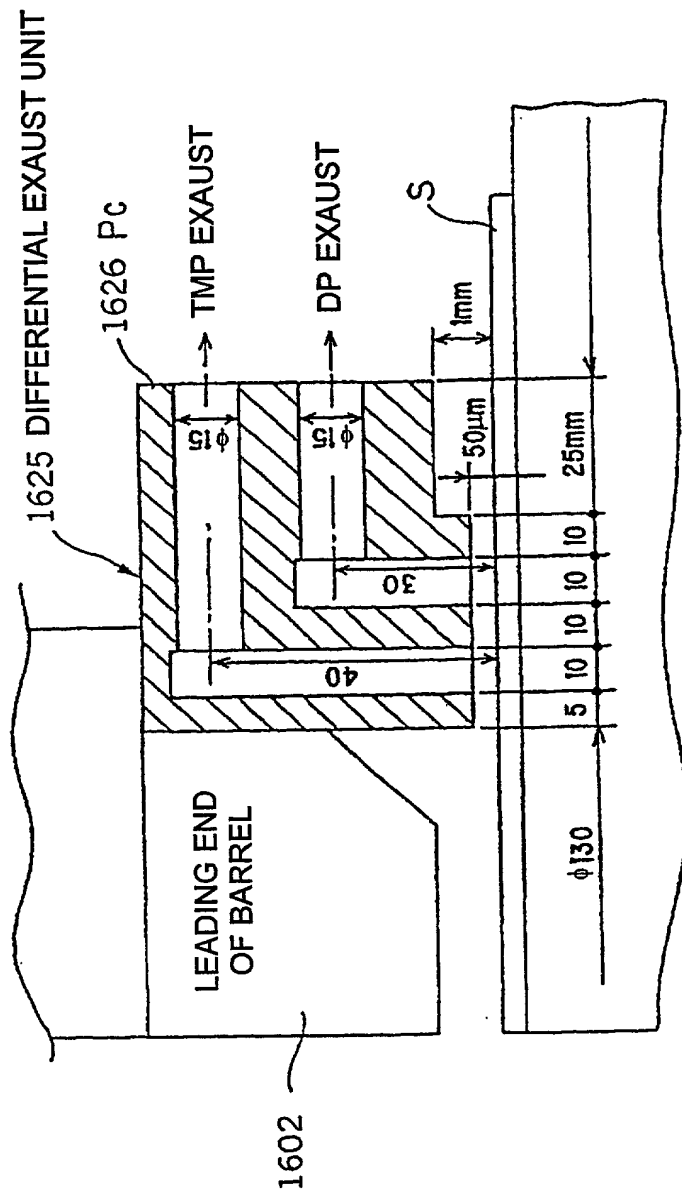 1625 DIFFERENTIAL EXAUST UNIT
1626 Pc
TMP EXAUST
DP EXAUST
φ15
φ15
S
1mm
50μm
30
40
25mm
10
10
10
10
5
φ130
LEADING END
OF BARREL
1602